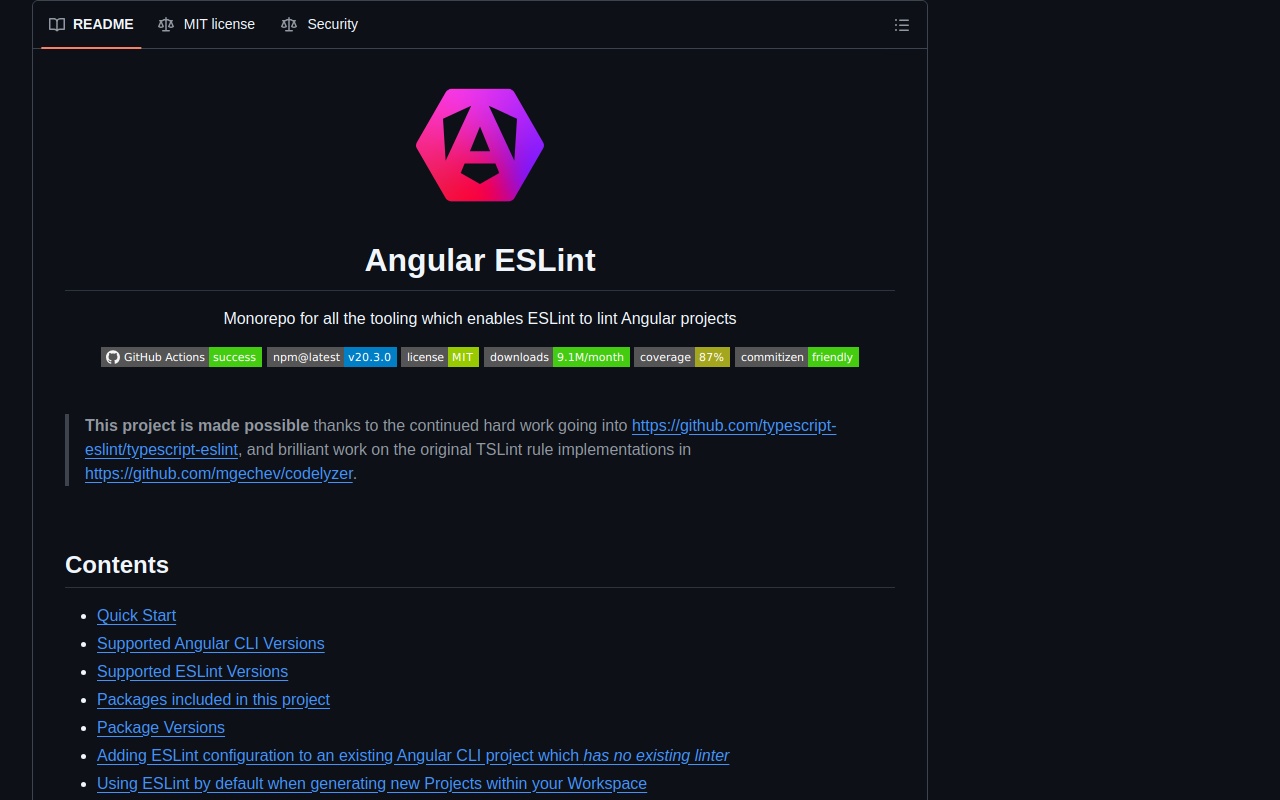 README MIT license Security
Angular ESLint
Monorepo for all the tooling which enables ESLint to lint Angular projects
GitHub Actions success npm@latest v20.3.0 license MIT downloads 9.1M/month coverage 87% commitizen friendly
This project is made possible thanks to the continued hard work going into https://github.com/typescript-
eslint/typescript-eslint, and brilliant work on the original TSLint rule implementations in
https://github.com/mgechev/codelyzer.
Contents
Quick Start
Supported Angular CLI Versions
Supported ESLint Versions
Packages included in this project
Package Versions
Adding ESLint configuration to an existing Angular CLI project which has no existing linter
Using ESLint by default when generating new Projects within your Workspace